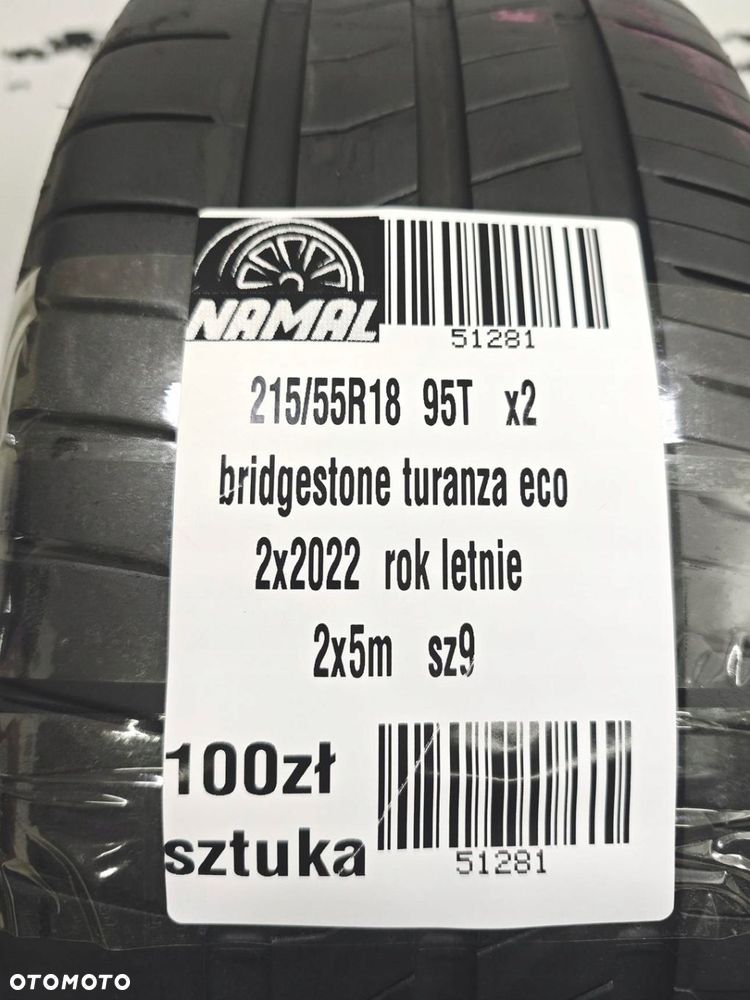 NAMAL
51281
215/55R18 95T x2
bridgestone turanza eco
2x2022 rok letnie
2x5m sz9
100zł
sztuka
51281
OTOMOTO